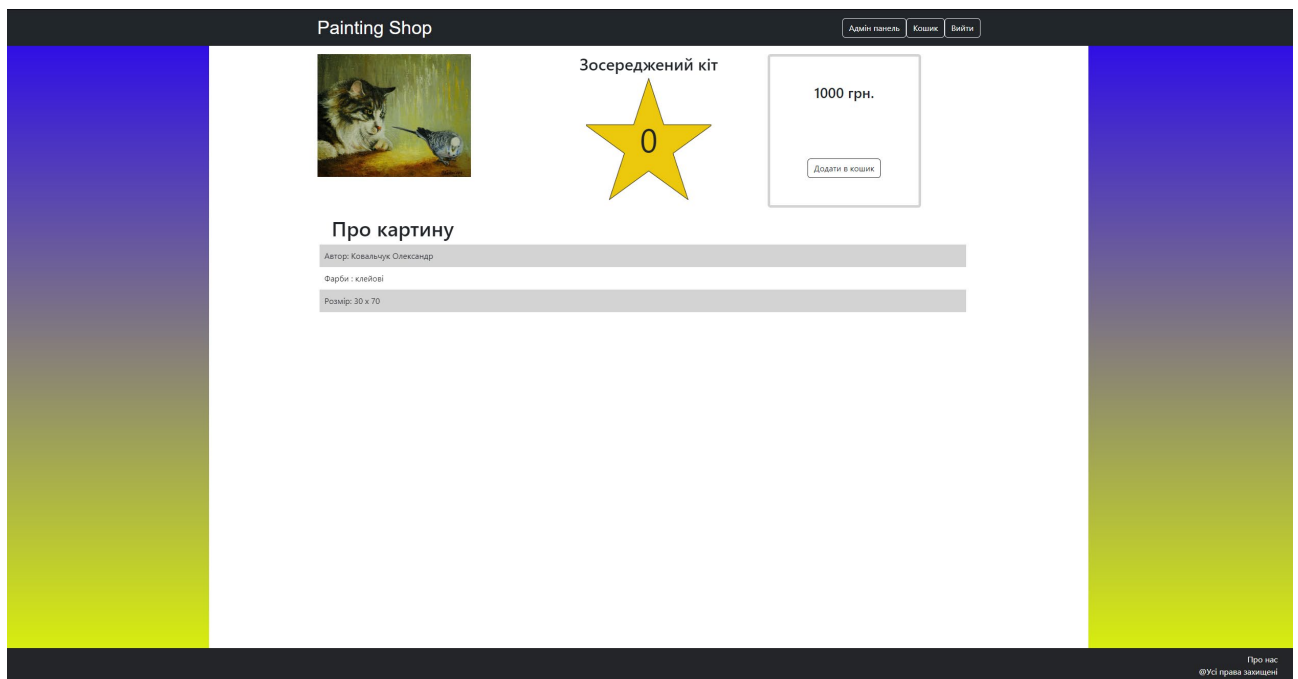 Painting Shop
Адмін панель Кошик Вийти
Зосереджений кіт
0
1000 грн.
Додати в кошик
Про картину
Автор: Ковальчук Олександр
Фарби : клейові
Розмір: 30 x 70
Про нас
@Усі права захищені